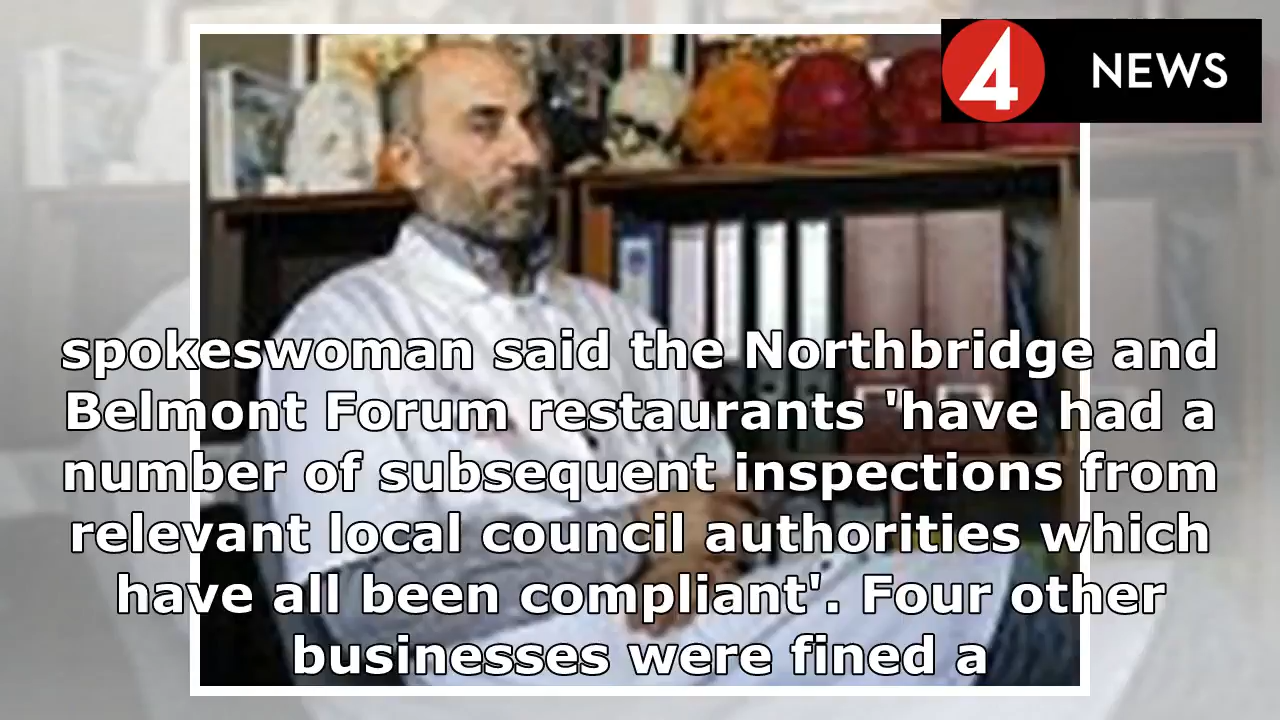 4 NEWS
spokeswoman said the Northbridge and
Belmont Forum restaurants 'have had a
number of subsequent inspections from
relevant local council authorities which
have all been compliant'. Four other
businesses were fined a